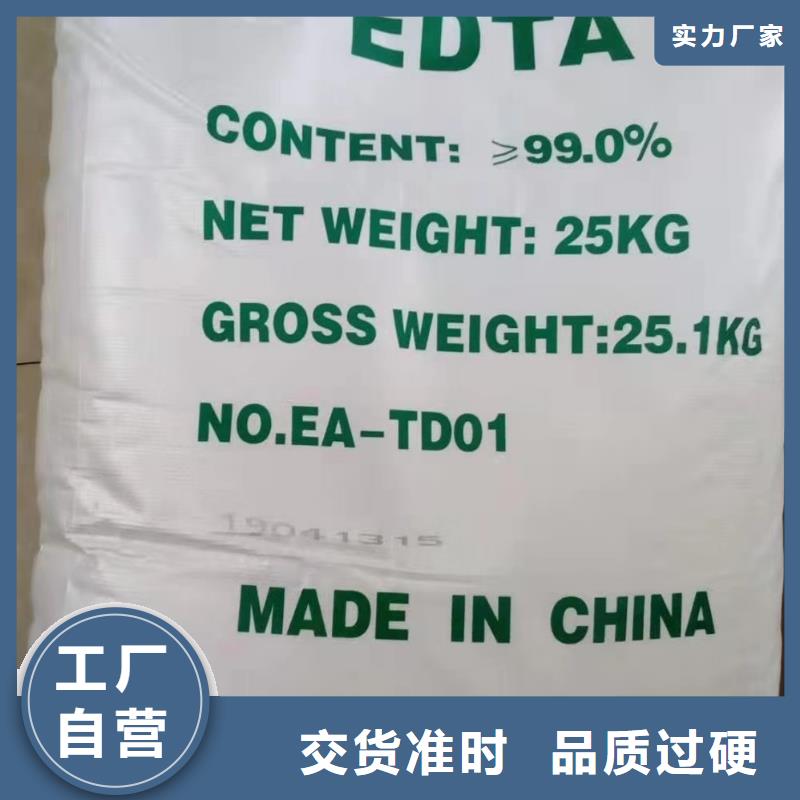 实力厂家
EDTA
CONTENT: ≥99.0%
NET WEIGHT: 25KG
GROSS WEIGHT:25.1KG
NO.EA-TD01
19041315
MADE IN CHINA
工厂
自营
交货准时 品质过硬